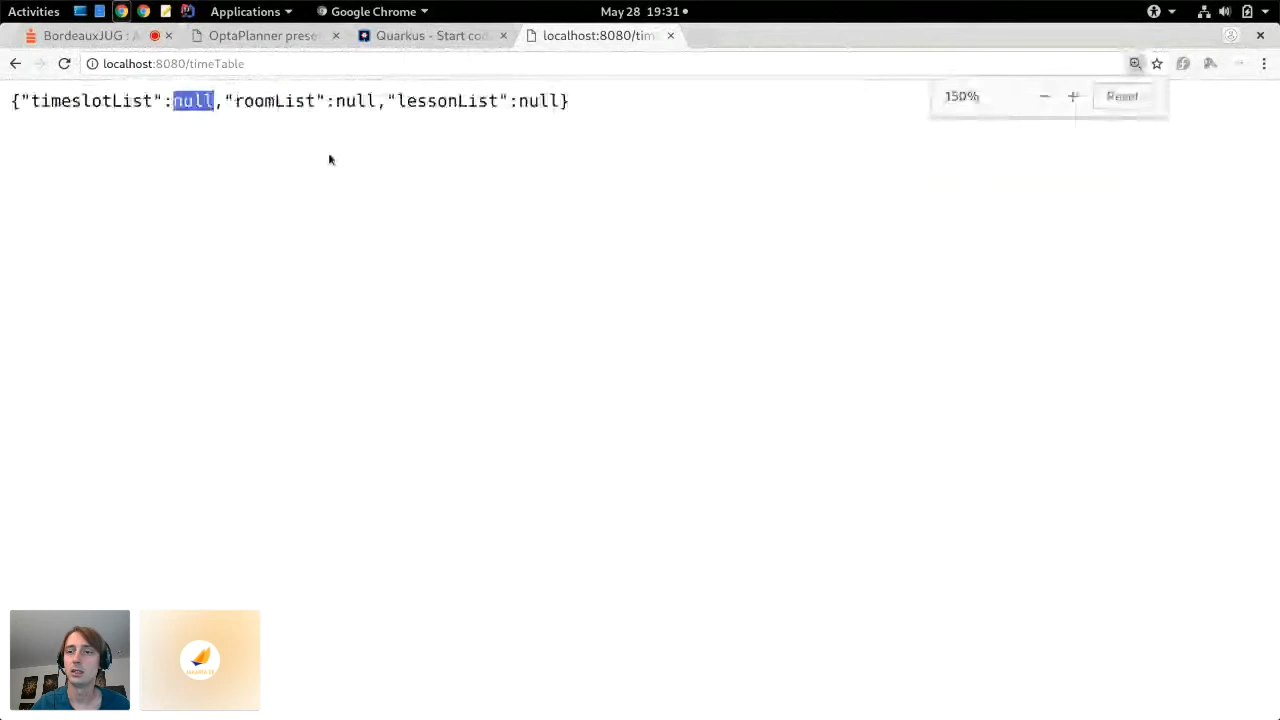 Activities Applications Google Chrome May 28 19:31
BordeauxJUG : A OptaPlanner prese Quarkus - Start cod localhost:8080/tim
localhost:8080/timeTable
{"timeslotList":null,"roomList":null,"lessonList":null}
150% − + Reset